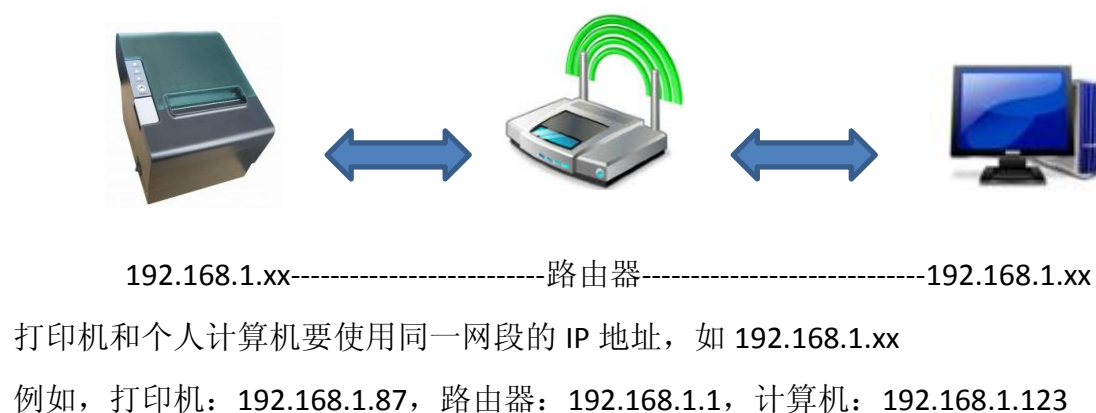 192.168.1.xx--------------------------路由器-----------------------------192.168.1.xx
打印机和个人计算机要使用同一网段的 IP 地址，如 192.168.1.xx
例如，打印机：192.168.1.87，路由器：192.168.1.1，计算机：192.168.1.123